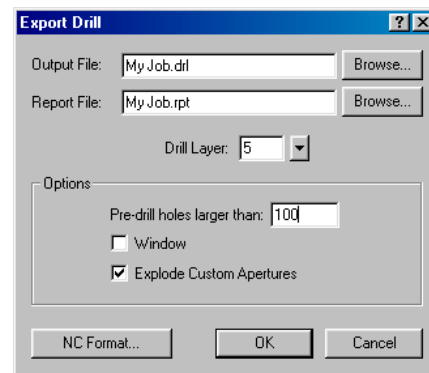 Export Drill
Output File: My Job.drl Browse...
Report File: My Job.rpt Browse...
Drill Layer: 5
Options
Pre-drill holes larger than: 100
Window
Explode Custom Apertures
NC Format... OK Cancel